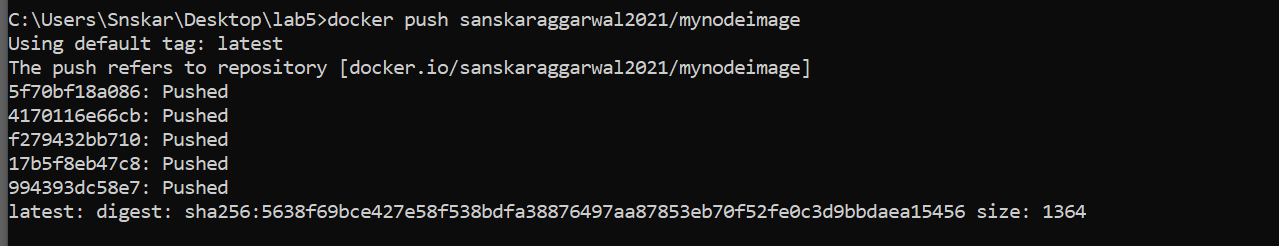 C:\Users\Snskar\Desktop\lab5>docker push sanskaraggarwal2021/mynodeimage
Using default tag: latest
The push refers to repository [docker.io/sanskaraggarwal2021/mynodeimage]
5f70bf18a086: Pushed
4170116e66cb: Pushed
f279432bb710: Pushed
17b5f8eb47c8: Pushed
994393dc58e7: Pushed
latest: digest: sha256:5638f69bce427e58f538bdfa38876497aa87853eb70f52fe0c3d9bbdaea15456 size: 1364